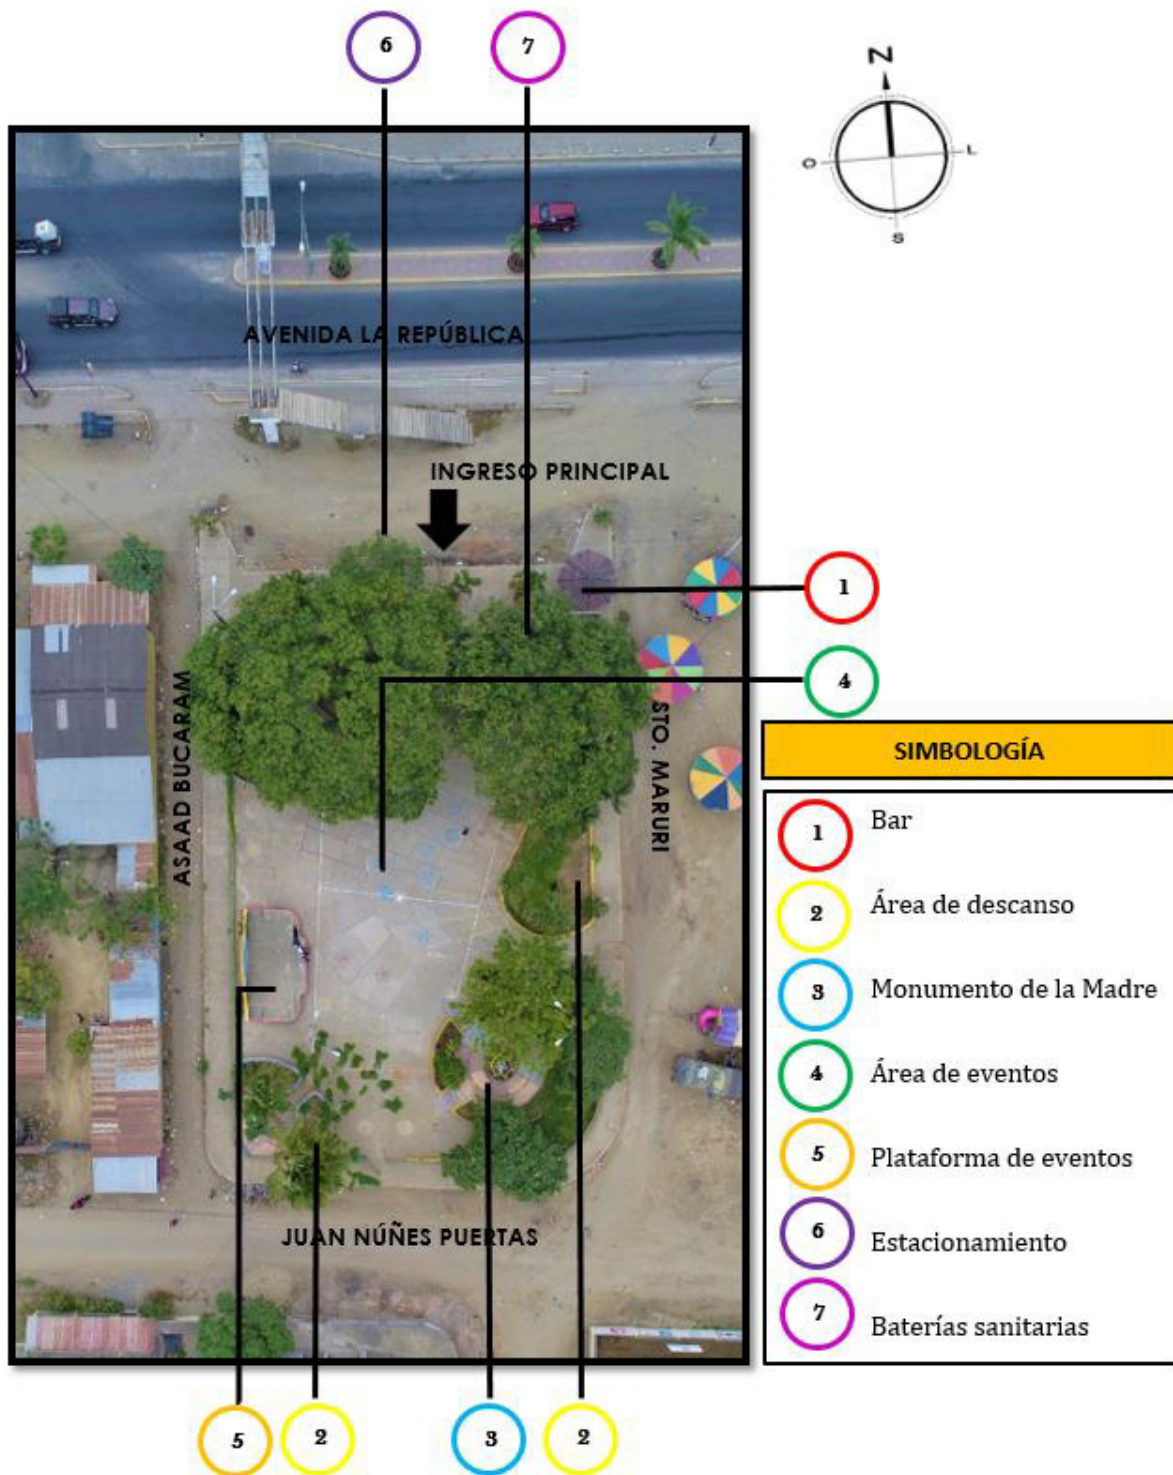 6
7
N
O
L
S
AVENIDA LA REPÚBLICA
INGRESO PRINCIPAL
1
4
ASAAD BUCARAM
STO. MARURI
SIMBOLOGÍA
1 Bar
2 Área de descanso
3 Monumento de la Madre
4 Área de eventos
5 Plataforma de eventos
6 Estacionamiento
7 Baterías sanitarias
JUAN NÚÑES PUERTAS
5
2
3
2